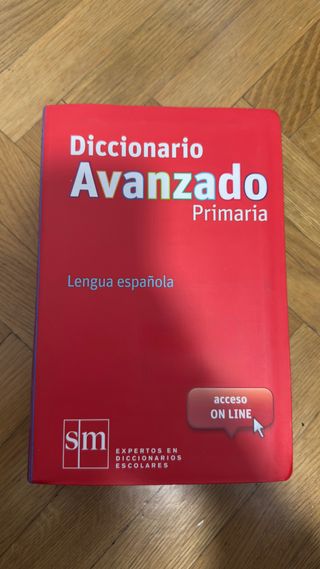 Diccionario
Avanzado
Primaria
Lengua española
acceso
ON LINE
sm
EXPERTOS EN
DICCIONARIOS
ESCOLARES